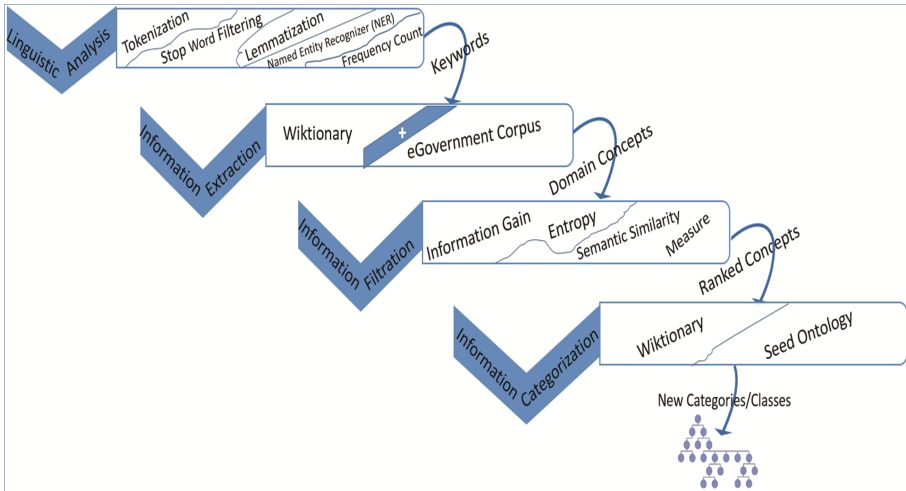 Linguistic Analysis
Tokenization
Stop Word Filtering
Lemmatization
Named Entity Recognizer (NER)
Frequency Count
Keywords
Information Extraction
Wiktionary
+
eGovernment Corpus
Domain Concepts
Information Filtration
Information Gain
Entropy
Semantic Similarity
Measure
Ranked Concepts
Information Categorization
Wiktionary
Seed Ontology
New Categories/Classes